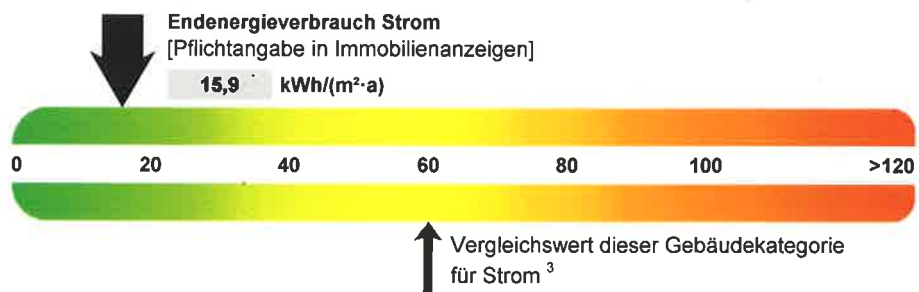 Endenergieverbrauch Strom
[Pflichtangabe in Immobilienanzeigen]
15,9 kWh/(m²·a)
0 20 40 60 80 100 >120
Vergleichswert dieser Gebäudekategorie
für Strom ³